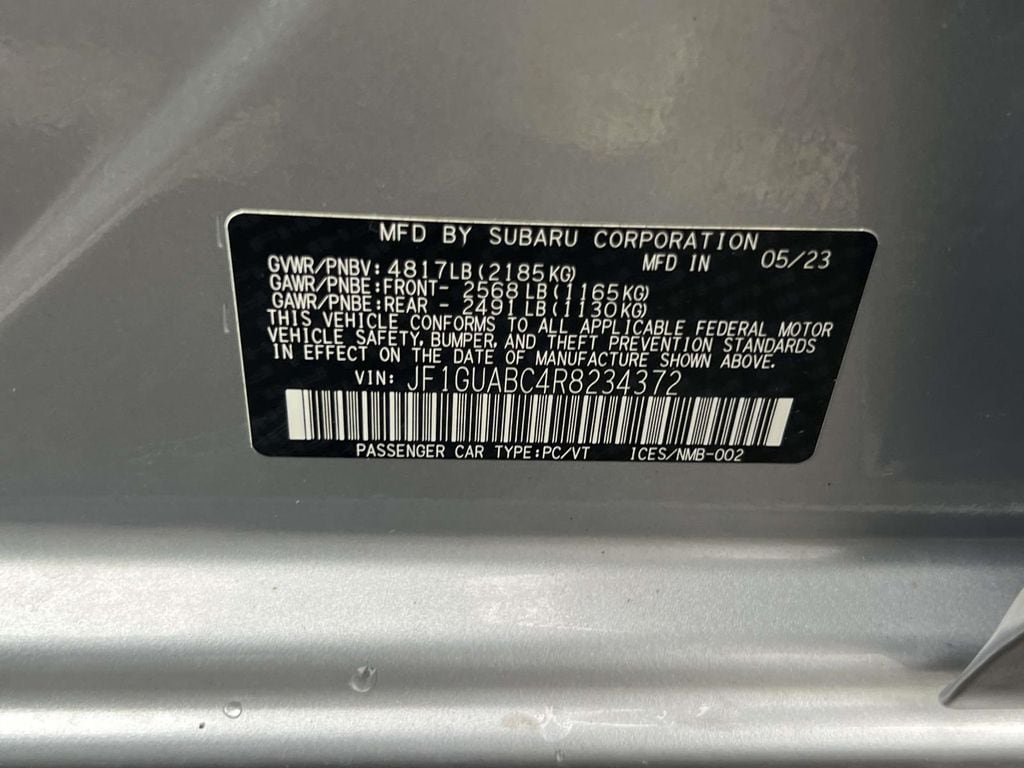 MFD BY SUBARU CORPORATION
MFD IN 05/23
GVWR/PNBV: 4817LB(2185KG)
GAWR/PNBE:FRONT- 2568LB(1165KG)
GAWR/PNBE:REAR - 2491LB(1130KG)
THIS VEHICLE CONFORMS TO ALL APPLICABLE FEDERAL MOTOR
VEHICLE SAFETY, BUMPER, AND THEFT PREVENTION STANDARDS
IN EFFECT ON THE DATE OF MANUFACTURE SHOWN ABOVE.
VIN: JF1GUABC4R8234372
PASSENGER CAR TYPE:PC/VT ICES/NMB-002